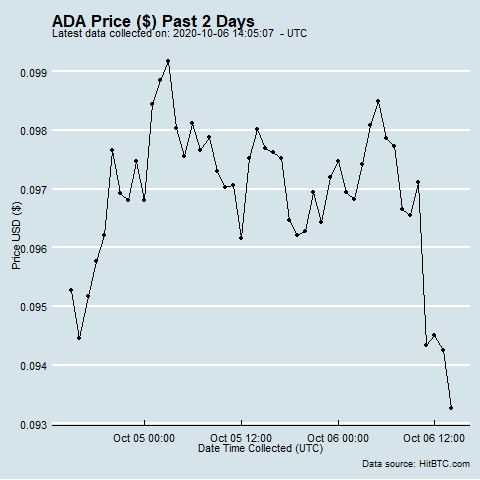 ADA Price ($) Past 2 Days
Latest data collected on: 2020-10-06 14:05:07 - UTC
0.099
0.098
0.097
0.096
0.095
0.094
0.093
Price USD ($)
Oct 05 00:00
Oct 05 12:00
Oct 06 00:00
Oct 06 12:00
Date Time Collected (UTC)
Data source: HitBTC.com